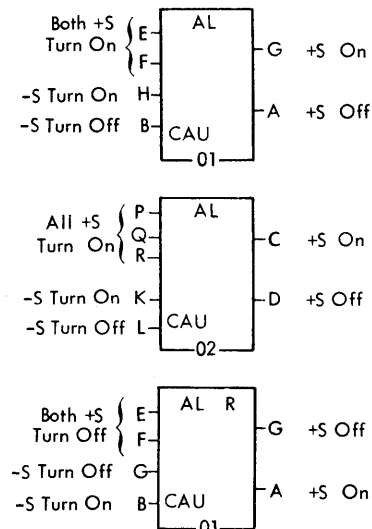 Both +S Turn On { E F AL G +S On
-S Turn On H
-S Turn Off B CAU A +S Off
01
All +S Turn On { P Q R AL C +S On
-S Turn On K D +S Off
-S Turn Off L CAU
02
Both +S Turn Off { E F AL R G +S Off
-S Turn Off G
-S Turn On B CAU A +S On
01